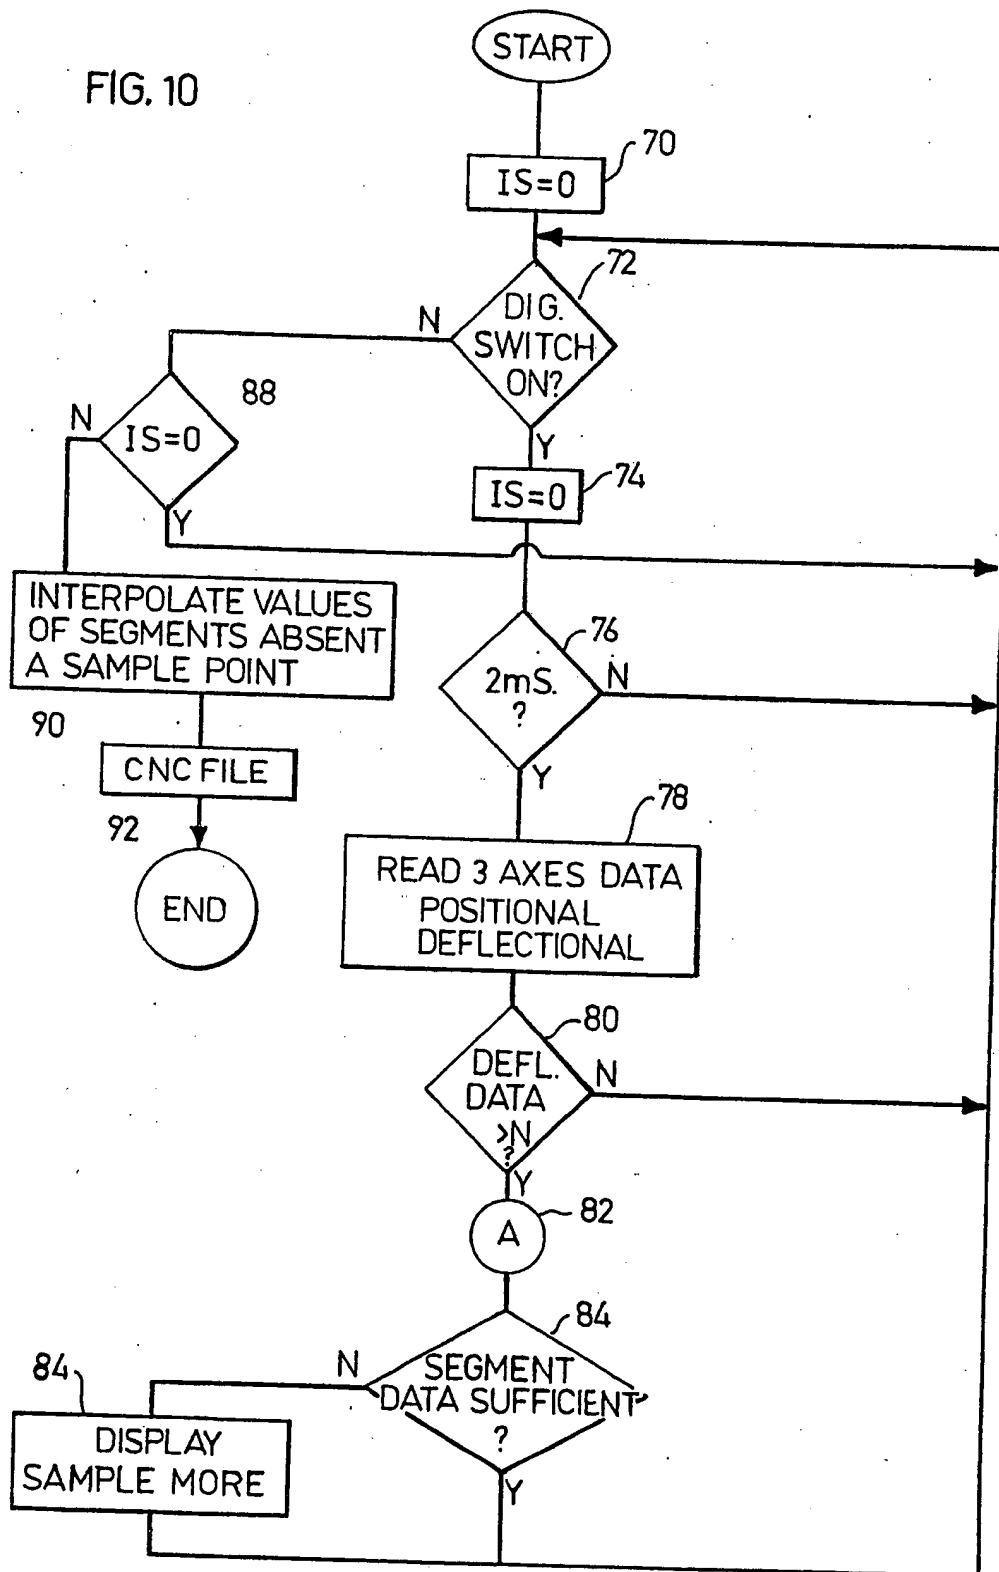 FIG. 10
START
70
IS=0
72
DIG.
SWITCH
ON?
N
Y
88
IS=0
N
Y
74
IS=0
INTERPOLATE VALUES
OF SEGMENTS ABSENT
A SAMPLE POINT
90
CNC FILE
92
END
76
2mS.
?
N
Y
78
READ 3 AXES DATA
POSITIONAL
DEFLECTIONAL
80
DEFL.
DATA
>N
?
N
Y
82
A
84
SEGMENT
DATA SUFFICIENT
?
N
Y
84
DISPLAY
SAMPLE MORE